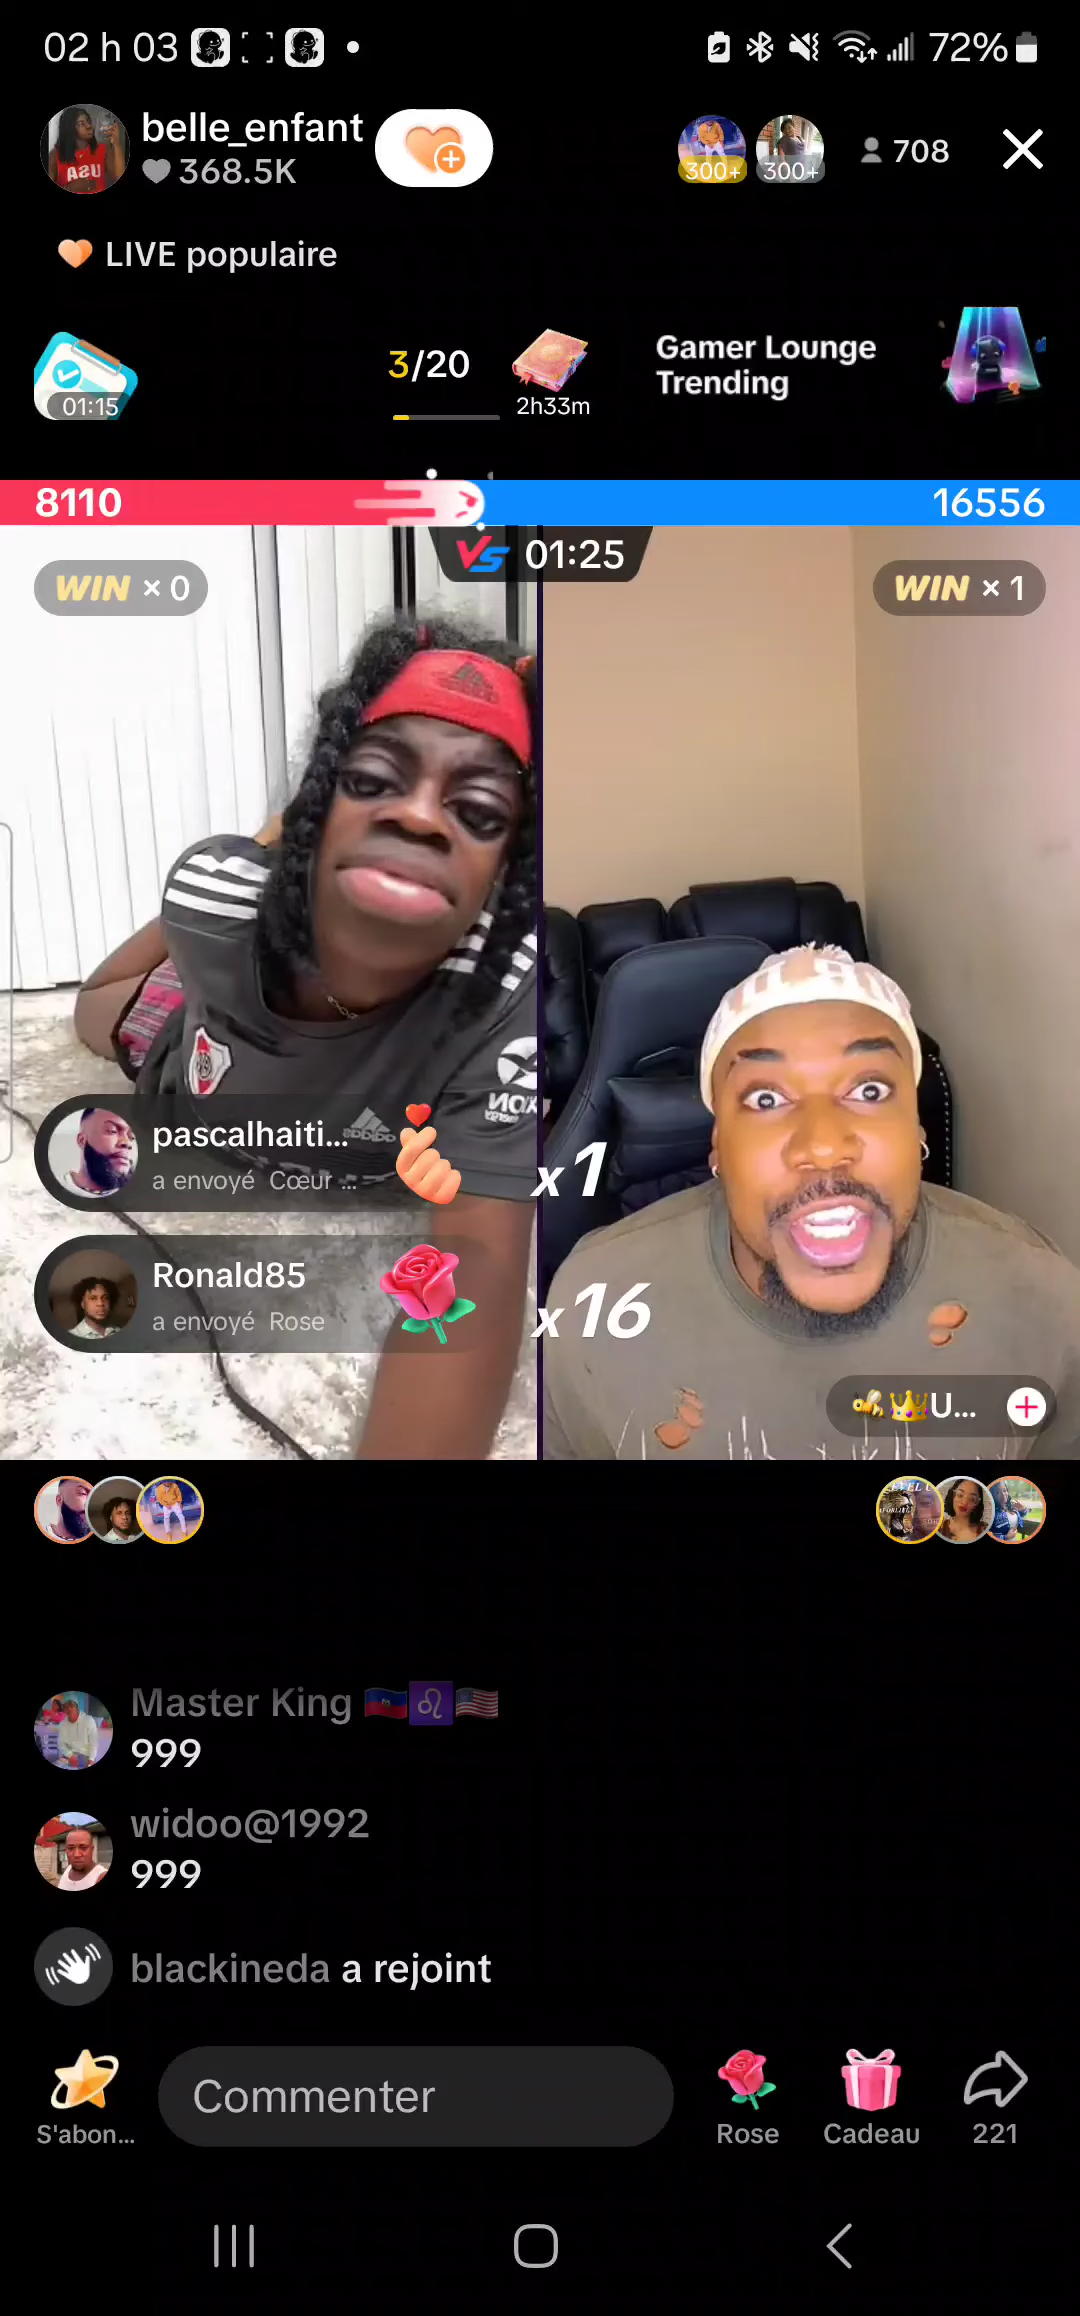 02 h 03
72%
belle_enfant
368.5K
300+
300+
708
LIVE populaire
01:15
3/20
2h33m
Gamer Lounge
Trending
8110
16556
VS 01:25
WIN × 0
WIN × 1
adidas
pascalhaiti...
a envoyé Cœur ...
x1
Ronald85
a envoyé Rose
x16
🐝👑U...
Master King 🇭🇹♌🇺🇸
999
widoo@1992
999
blackineda a rejoint
S'abon...
Commenter
Rose
Cadeau
221